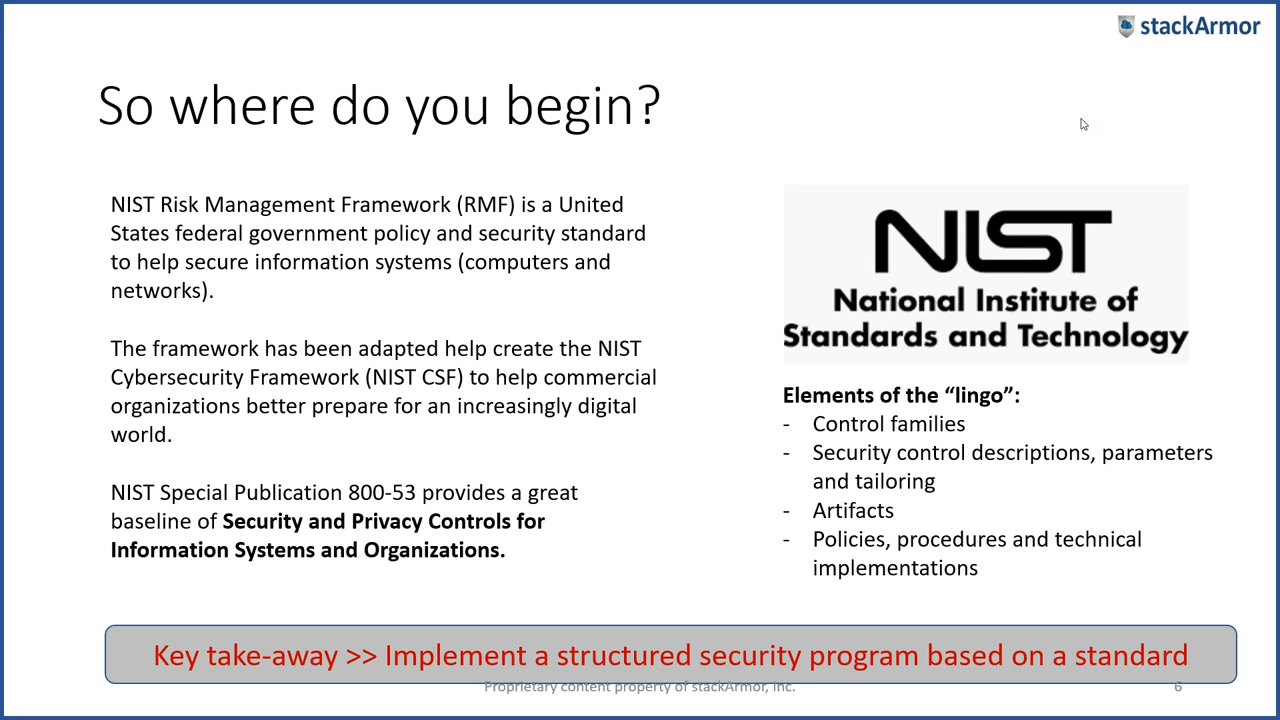 stackArmor
So where do you begin?
NIST Risk Management Framework (RMF) is a United
States federal government policy and security standard
to help secure information systems (computers and
networks).
The framework has been adapted help create the NIST
Cybersecurity Framework (NIST CSF) to help commercial
organizations better prepare for an increasingly digital
world.
NIST Special Publication 800-53 provides a great
baseline of Security and Privacy Controls for
Information Systems and Organizations.
NIST
National Institute of
Standards and Technology
Elements of the “lingo”:
- Control families
- Security control descriptions, parameters
and tailoring
- Artifacts
- Policies, procedures and technical
implementations
Key take-away >> Implement a structured security program based on a standard
Proprietary content property of stackArmor, Inc.
6